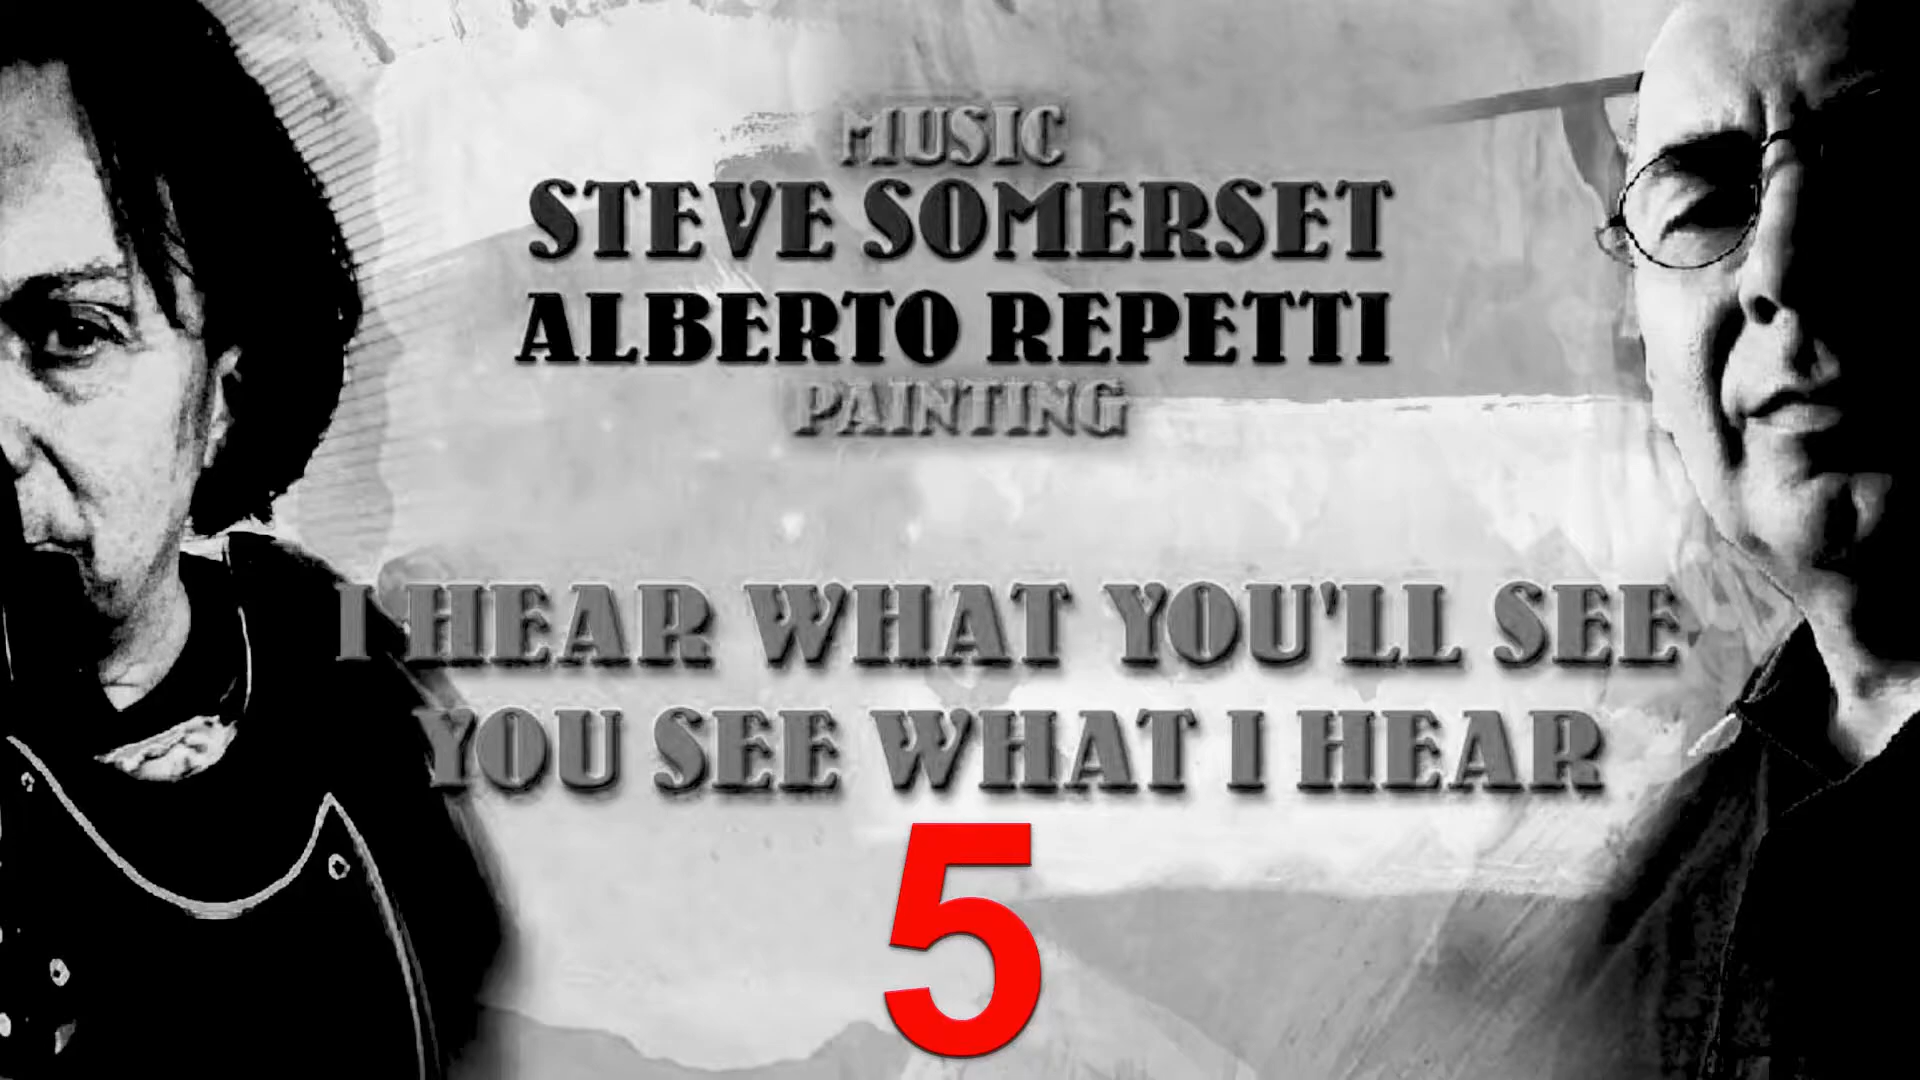 MUSIC
STEVE SOMERSET
ALBERTO REPETTI
PAINTING
I HEAR WHAT YOU'LL SEE
YOU SEE WHAT I HEAR
5